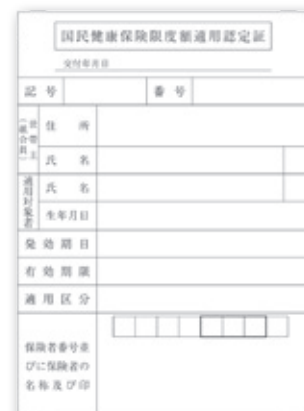 国民健康保険限度額適用認定証
交付年月日
記号 番号
世帯主
(組合員)
住所
氏名
適用対象者
氏名
生年月日
発効期日
有効期限
適用区分
保険者番号並
びに保険者の
名称及び印